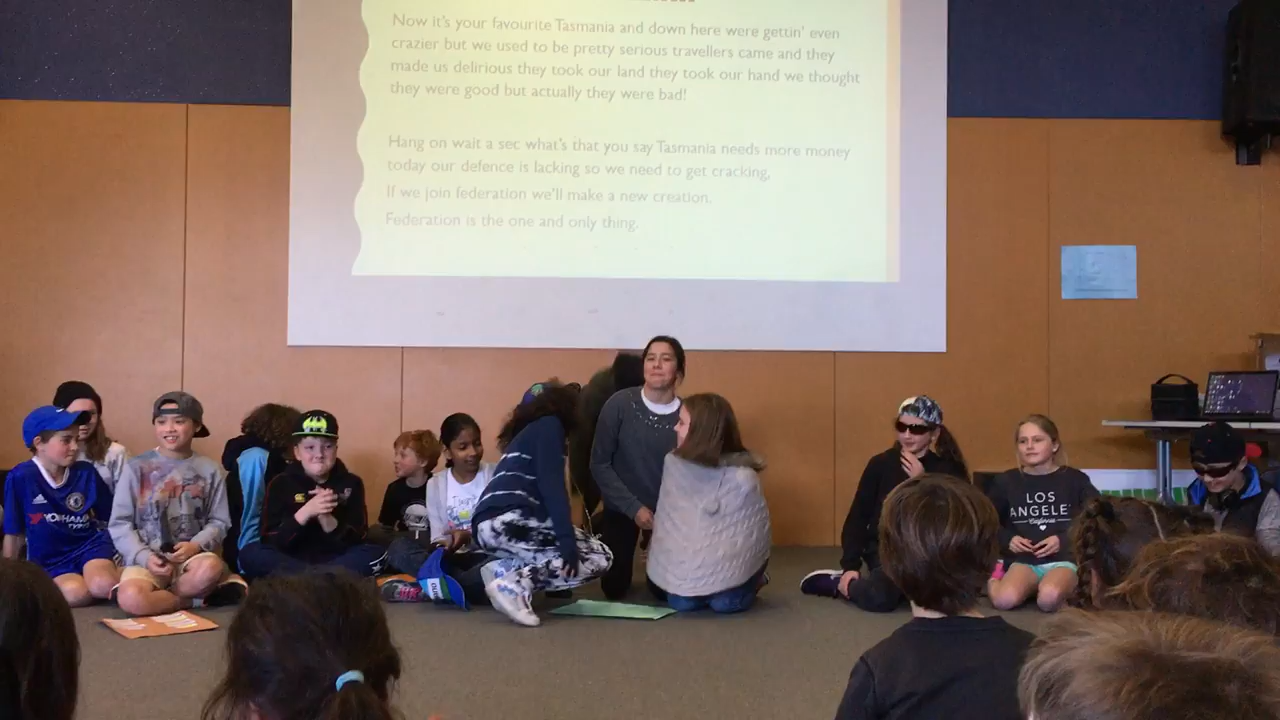 Now it's your favourite Tasmania and down here were gettin' even
crazier but we used to be pretty serious travellers came and they
made us delirious they took our land they took our hand we thought
they were good but actually they were bad!
Hang on wait a sec what's that you say Tasmania needs more money
today our defence is lacking so we need to get cracking,
If we join federation we'll make a new creation.
Federation is the one and only thing.
YOKOHAMA
TYRES
LOS
ANGELES
California